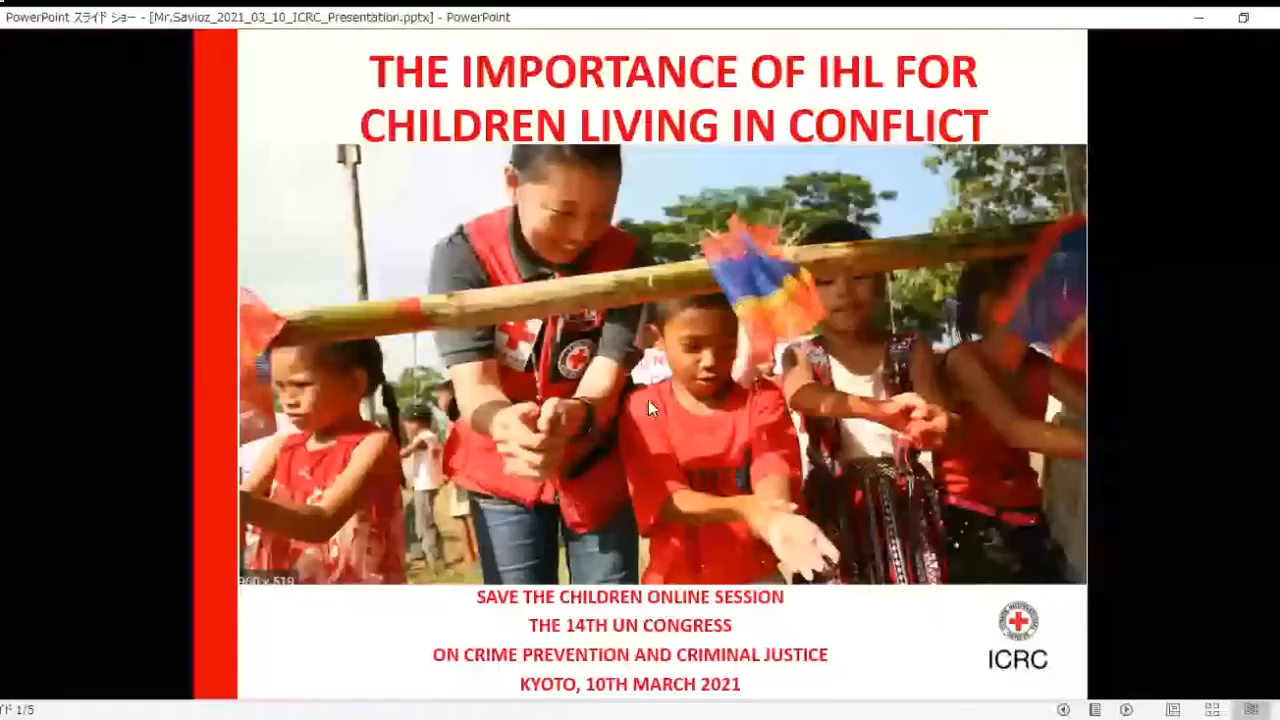 PowerPoint スライド ショー - [Mr.Savioz_2021_03_10_ICRC_Presentation.pptx] - PowerPoint
THE IMPORTANCE OF IHL FOR
CHILDREN LIVING IN CONFLICT
SAVE THE CHILDREN ONLINE SESSION
THE 14TH UN CONGRESS
ON CRIME PREVENTION AND CRIMINAL JUSTICE
KYOTO, 10TH MARCH 2021
ICRC
イド 1/5